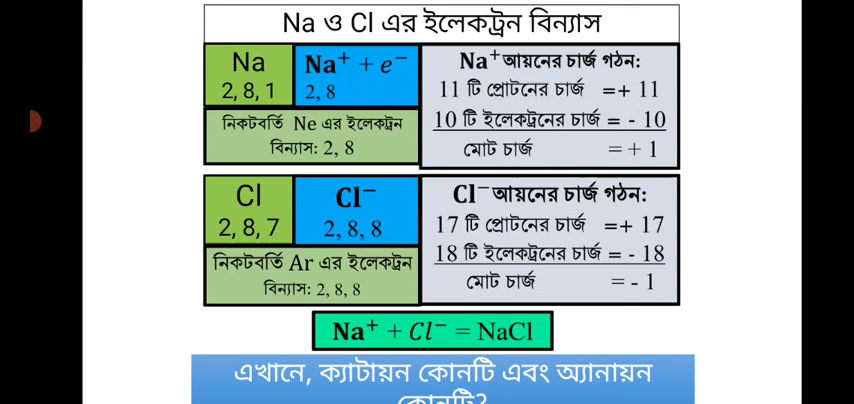 Na ও Cl এর ইলেকট্রন বিন্যাস
Na
2, 8, 1
Na⁺ + e⁻
2, 8
নিকটবর্তি Ne এর ইলেকট্রন
বিন্যাস: 2, 8
Na⁺ আয়নের চার্জ গঠন:
11 টি প্রোটনের চার্জ =+ 11
10 টি ইলেকট্রনের চার্জ = - 10
মোট চার্জ = + 1
Cl
2, 8, 7
Cl⁻
2, 8, 8
নিকটবর্তি Ar এর ইলেকট্রন
বিন্যাস: 2, 8, 8
Cl⁻ আয়নের চার্জ গঠন:
17 টি প্রোটনের চার্জ =+ 17
18 টি ইলেকট্রনের চার্জ = - 18
মোট চার্জ = - 1
Na⁺ + Cl⁻ = NaCl
এখানে, ক্যাটায়ন কোনটি এবং অ্যানায়ন
কোনটি?